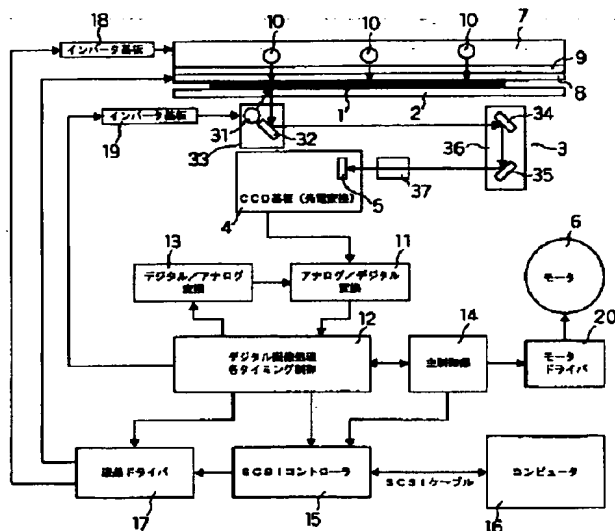 18
10
10
10
7
インバータ基板
9
8
インバータ基板
19
31
33
1
32
2
34
36
3
35
37
5
CCD基板(光電変換)
4
13
デジタル/アナログ
変換
11
アナログ/デジタル
変換
6
モータ
12
デジタル画像処理
各タイミング制御
14
主制御部
20
モータ
ドライバ
液晶ドライバ
17
SCSIコントローラ
15
SCSIケーブル
コンピュータ
16